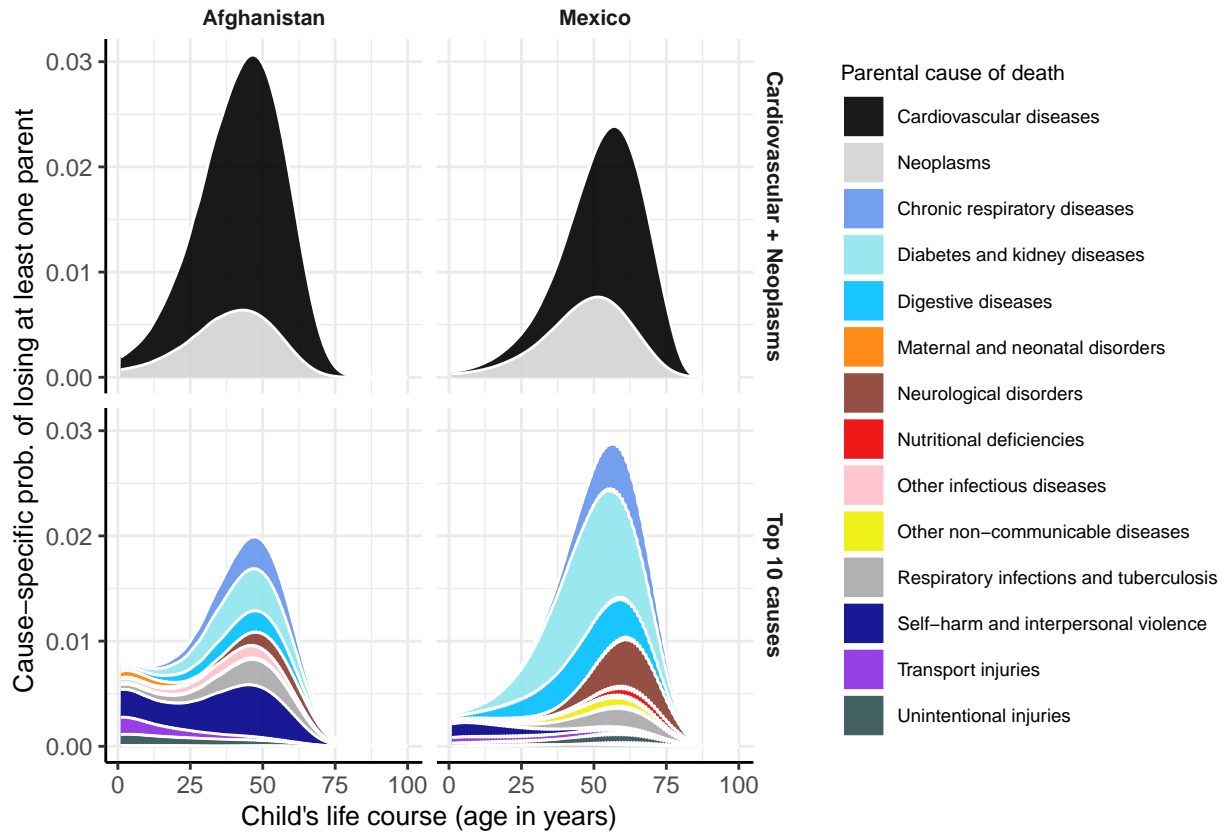 Afghanistan
Mexico
Cause−specific prob. of losing at least one parent
0.03
0.02
0.01
0.00
Cardiovascular + Neoplasms
0.03
0.02
0.01
0.00
Top 10 causes
0 25 50 75 100
0 25 50 75 100
Child's life course (age in years)
Parental cause of death
Cardiovascular diseases
Neoplasms
Chronic respiratory diseases
Diabetes and kidney diseases
Digestive diseases
Maternal and neonatal disorders
Neurological disorders
Nutritional deficiencies
Other infectious diseases
Other non−communicable diseases
Respiratory infections and tuberculosis
Self−harm and interpersonal violence
Transport injuries
Unintentional injuries